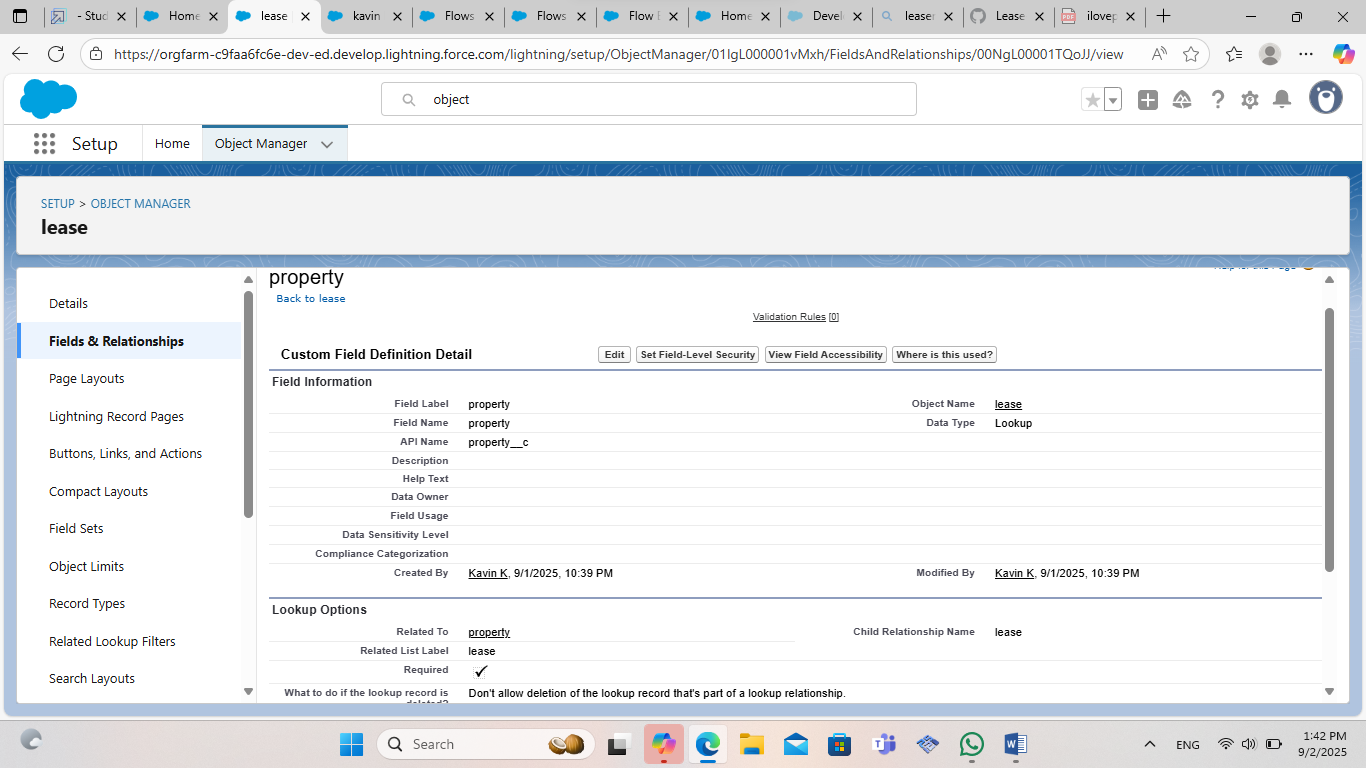 - Stud
Home
lease
kavin
Flows
Flows
Flow E
Home
Develo
leaser
Lease
ilovep
https://orgfarm-c9faa6fc6e-dev-ed.develop.lightning.force.com/lightning/setup/ObjectManager/01IgL000001vMxh/FieldsAndRelationships/00NgL00001TQoJJ/view
object
Setup
Home
Object Manager
SETUP > OBJECT MANAGER
lease
Details
Fields & Relationships
Page Layouts
Lightning Record Pages
Buttons, Links, and Actions
Compact Layouts
Field Sets
Object Limits
Record Types
Related Lookup Filters
Search Layouts
property
Help for this Page
Back to lease
Validation Rules [0]
Custom Field Definition Detail
Edit
Set Field-Level Security
View Field Accessibility
Where is this used?
Field Information
Field Label property Object Name lease
Field Name property Data Type Lookup
API Name property__c
Description
Help Text
Data Owner
Field Usage
Data Sensitivity Level
Compliance Categorization
Created By Kavin K, 9/1/2025, 10:39 PM Modified By Kavin K, 9/1/2025, 10:39 PM
Lookup Options
Related To property Child Relationship Name lease
Related List Label lease
Required ✓
What to do if the lookup record is deleted? Don't allow deletion of the lookup record that's part of a lookup relationship.
Search
ENG
1:42 PM
9/2/2025